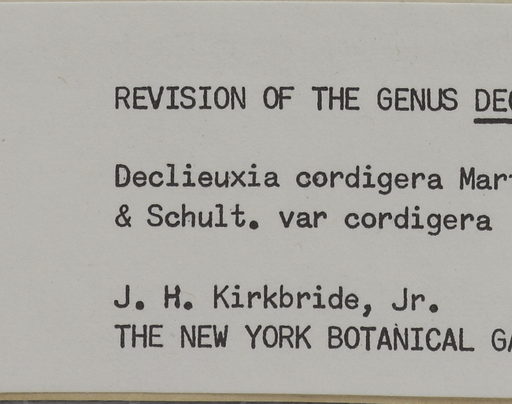 REVISION OF THE GENUS DEC
Declieuxia cordigera Mart
& Schult. var cordigera
J. H. Kirkbride, Jr.
THE NEW YORK BOTANICAL GA